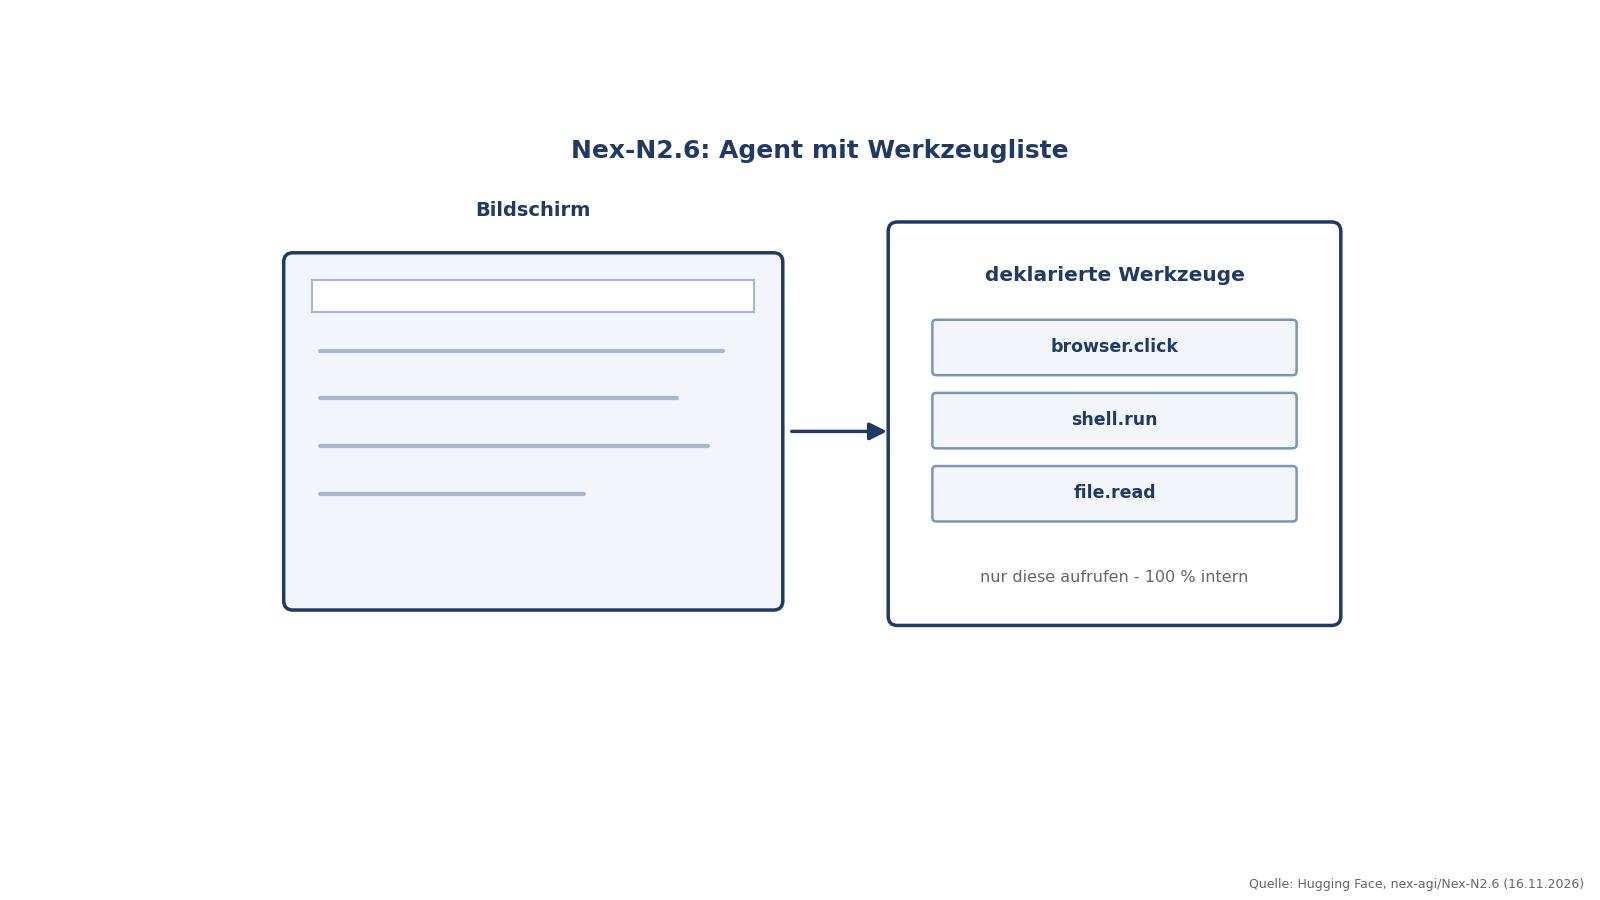 Nex-N2.6: Agent mit Werkzeugliste
Bildschirm
deklarierte Werkzeuge
browser.click
shell.run
file.read
nur diese aufrufen - 100 % intern
Quelle: Hugging Face, nex-agi/Nex-N2.6 (16.11.2026)